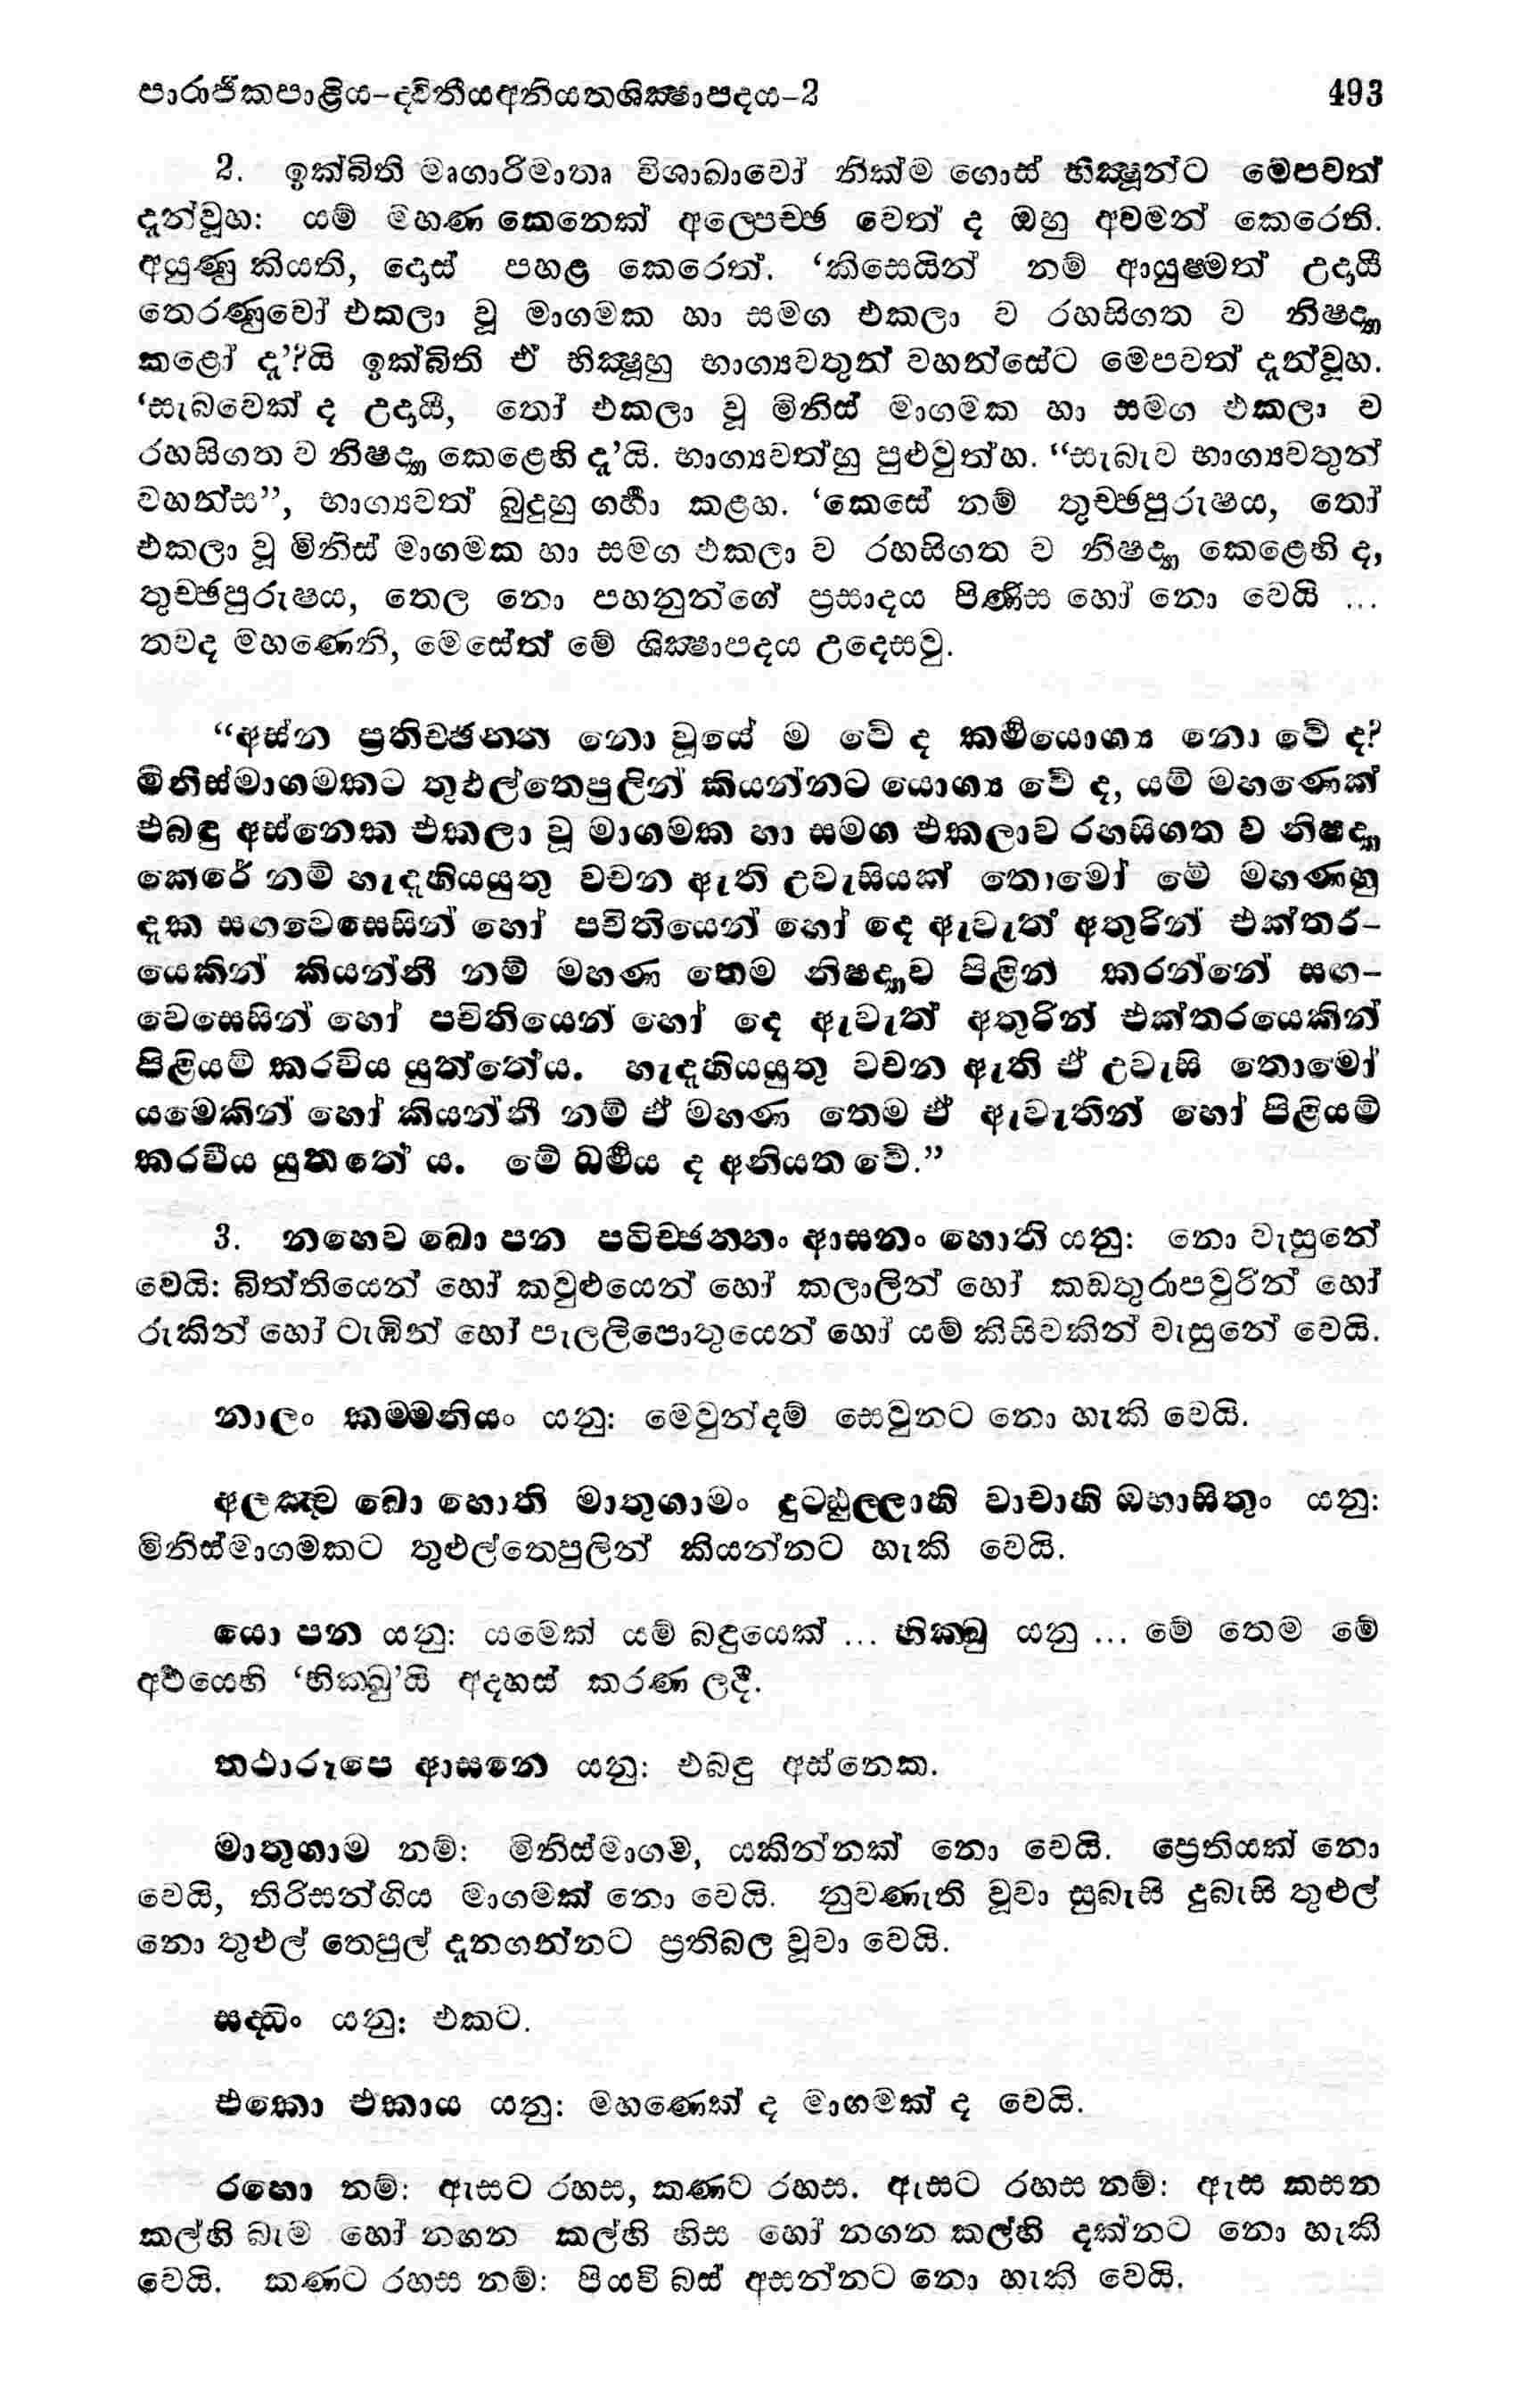 පාරාජිකපාළිය-ද්විතීයඅනියතශික්ෂාපදය-2 493
2. ඉක්බිති මෘගාරිමාතෘ විශාඛාවෝ නික්ම ගොස් භික්ෂූන්ට මෙපවත්
දැන්වූහ: යම් මහණ කෙනෙක් අල්පෙච්ඡ වෙත් ද ඔහු අවමන් කෙරෙති.
අයුණු කියති, දොස් පහළ කෙරෙත්. ‘කිසෙයින් නම් ආයුෂ්මත් උදායී
තෙරණුවෝ එකලා වූ මාගමක හා සමග එකලා ව රහසිගත ව නිෂද්‍යා
කළෝ දැ’?යි ඉක්බිති ඒ භික්ෂූහු භාග්‍යවතුන් වහන්සේට මෙපවත් දැන්වූහ.
‘සැබවෙක් ද උදායී, තෝ එකලා වූ මිනිස් මාගමක හා සමග එකලා ව
රහසිගත ව නිෂද්‍යා කෙළෙහි දැ’යි. භාග්‍යවත්හු පුළුවුත්හ. “සැබැව භාග්‍යවතුන්
වහන්ස”, භාග්‍යවත් බුදුහු ගර්හා කළහ. ‘කෙසේ නම් තුච්ඡපුරුෂය, තෝ
එකලා වූ මිනිස් මාගමක හා සමග එකලා ව රහසිගත ව නිෂද්‍යා කෙළෙහි ද,
තුච්ඡපුරුෂය, තෙල නො පහනුන්ගේ ප්‍රසාදය පිණිස හෝ නො වෙයි ...
තවද මහණෙනි, මෙසේත් මේ ශික්ෂාපදය උදෙසවු.
“අස්න ප්‍රතිච්ඡන්න නො වූයේ ම වේ ද කර්මයොග්‍ය නො වේ ද?
මිනිස්මාගමකට තුළුල්තෙපුලින් කියන්නට යොග්‍ය වේ ද, යම් මහණෙක්
එබඳු අස්නෙක එකලා වූ මාගමක හා සමග එකලාව රහසිගත ව නිෂද්‍යා
කෙරේ නම් හැදැහියයුතු වචන ඇති උවැසියක් තොමෝ මේ මහණහු
දැක සඟවෙසෙසින් හෝ පචිතියෙන් හෝ දෙ ඇවැත් අතුරින් එක්තරා-
යෙකින් කියන්නී නම් මහණ තෙම නිෂද්‍යාව පිළින කරන්නේ සඟ-
වෙසෙසින් හෝ පචිතියෙන් හෝ දෙ ඇවැත් අතුරින් එක්තරයෙකින්
පිළියම් කරවිය යුත්තේය. හැදැහියයුතු වචන ඇති ඒ උවැසි තොමෝ
යමෙකින් හෝ කියන්නී නම් ඒ මහණ තෙම ඒ ඇවැතින් හෝ පිළියම්
කරවිය යුත්තේ ය. මේ ධර්මය ද අනියත වේ.”
3. නහෙව ඛො පන පටිච්ඡන්නං ආසනං හොති යනු: නො වැසුනේ
වෙයි: බිත්තියෙන් හෝ කවුළුයෙන් හෝ කලාලින් හෝ කඩතුරාපවුරින් හෝ
රුකින් හෝ ටැඹින් හෝ පැලලිපොතුයෙන් හෝ යම් කිසිවකින් වැසුනේ වෙයි.
නාලං කම්මනියං යනු: මෙවුන්දම් සෙවුනට නො හැකි වෙයි.
අලඤ්ච ඛො හොති මාතුගාමං දුට්ඨුල්ලාහි වාචාහි ඔභාසිතුං යනු:
මිනිස්මාගමකට තුළුල්තෙපුලින් කියන්නට හැකි වෙයි.
යො පන යනු: යමෙක් යම් බඳුයෙක් ... භික්ඛු යනු ... මේ තෙම මේ
අර්ථයෙහි ‘භික්ඛු’යි අදහස් කරණ ලදී.
තථාරූපෙ ආසනෙ යනු: එබඳු අස්නෙක.
මාතුගාම නම්: මිනිස්මාගම්, යකින්නක් නො වෙයි. ප්‍රෙතියක් නො
වෙයි, තිරිසන්ගිය මාගමක් නො වෙයි. නුවණැති වූවා සුබැසි දුබැසි තුළුල්
නො තුළුල් තෙපුල් දැනගන්නට ප්‍රතිබල වූවා වෙයි.
සද්ධිං යනු: එකට.
එකො එකාය යනු: මහණෙක් ද මාගමක් ද වෙයි.
රහො නම්: ඇසට රහස, කණට රහස. ඇසට රහස නම්: ඇස කසන
කල්හි බැම හෝ නඟන කල්හි හිස හෝ නගන කල්හි දක්නට නො හැකි
වෙයි. කණට රහස නම්: පියවි බස් අසන්නට නො හැකි වෙයි.